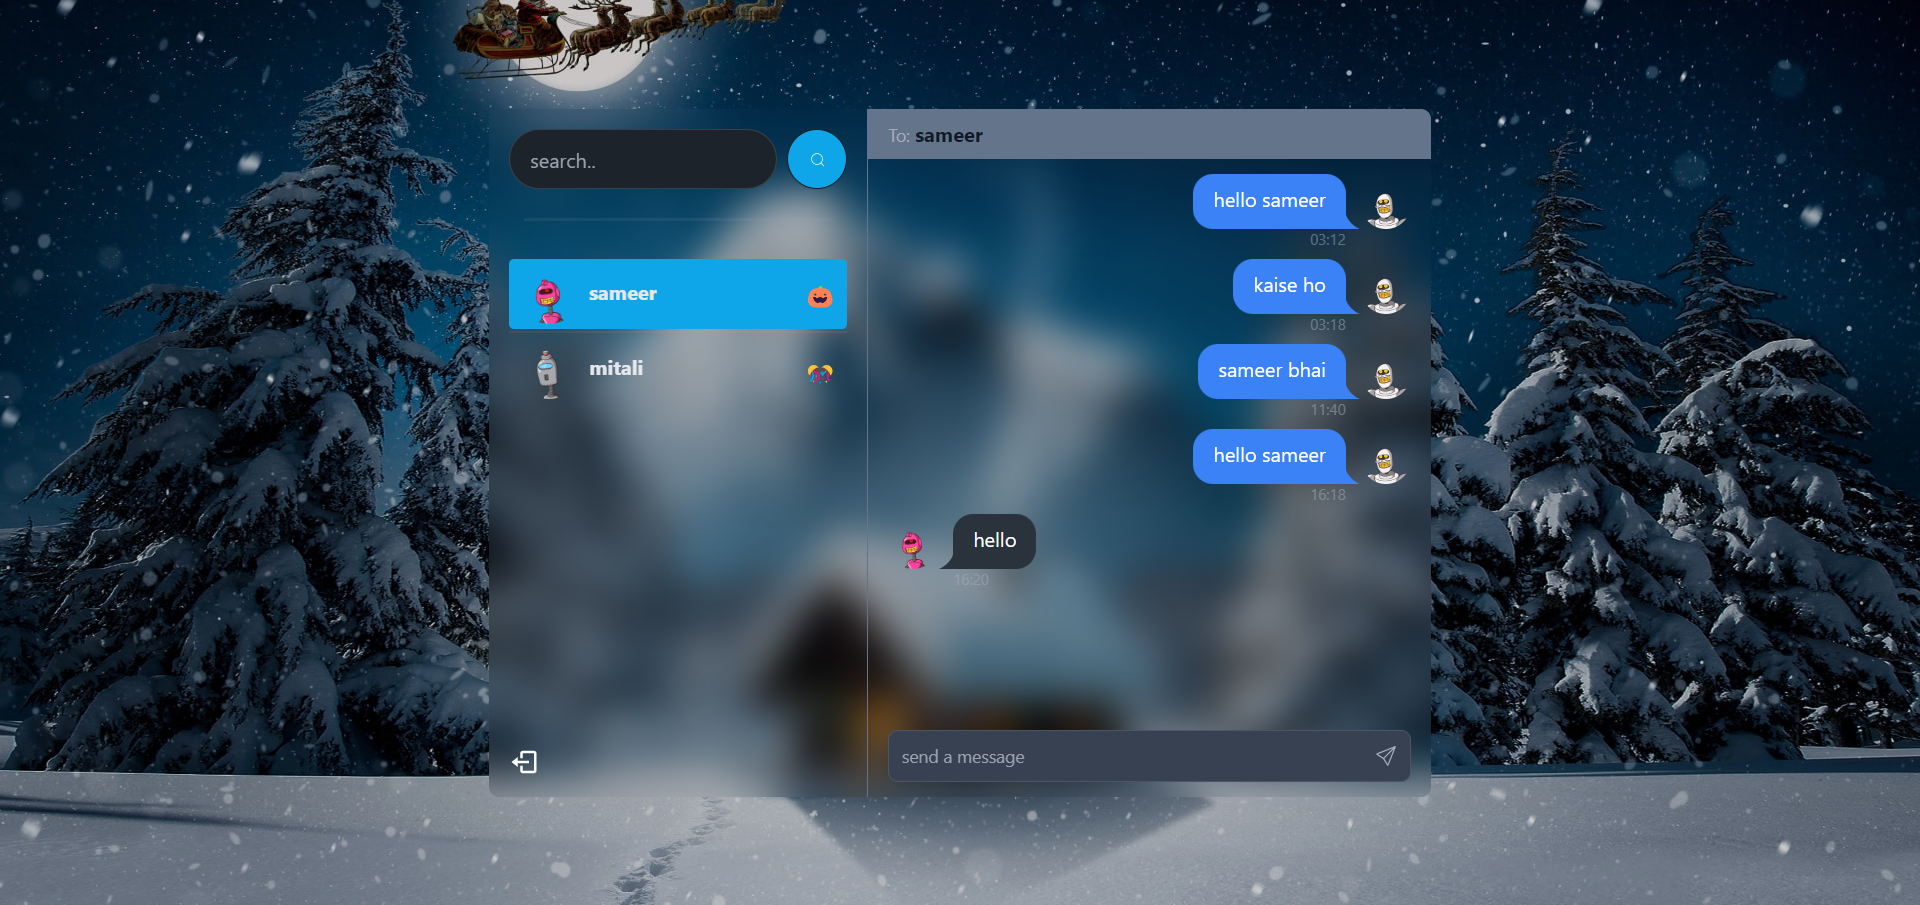 search..
sameer
mitali
To: sameer
hello sameer
03:12
kaise ho
03:18
sameer bhai
11:40
hello sameer
16:18
hello
16:20
send a message